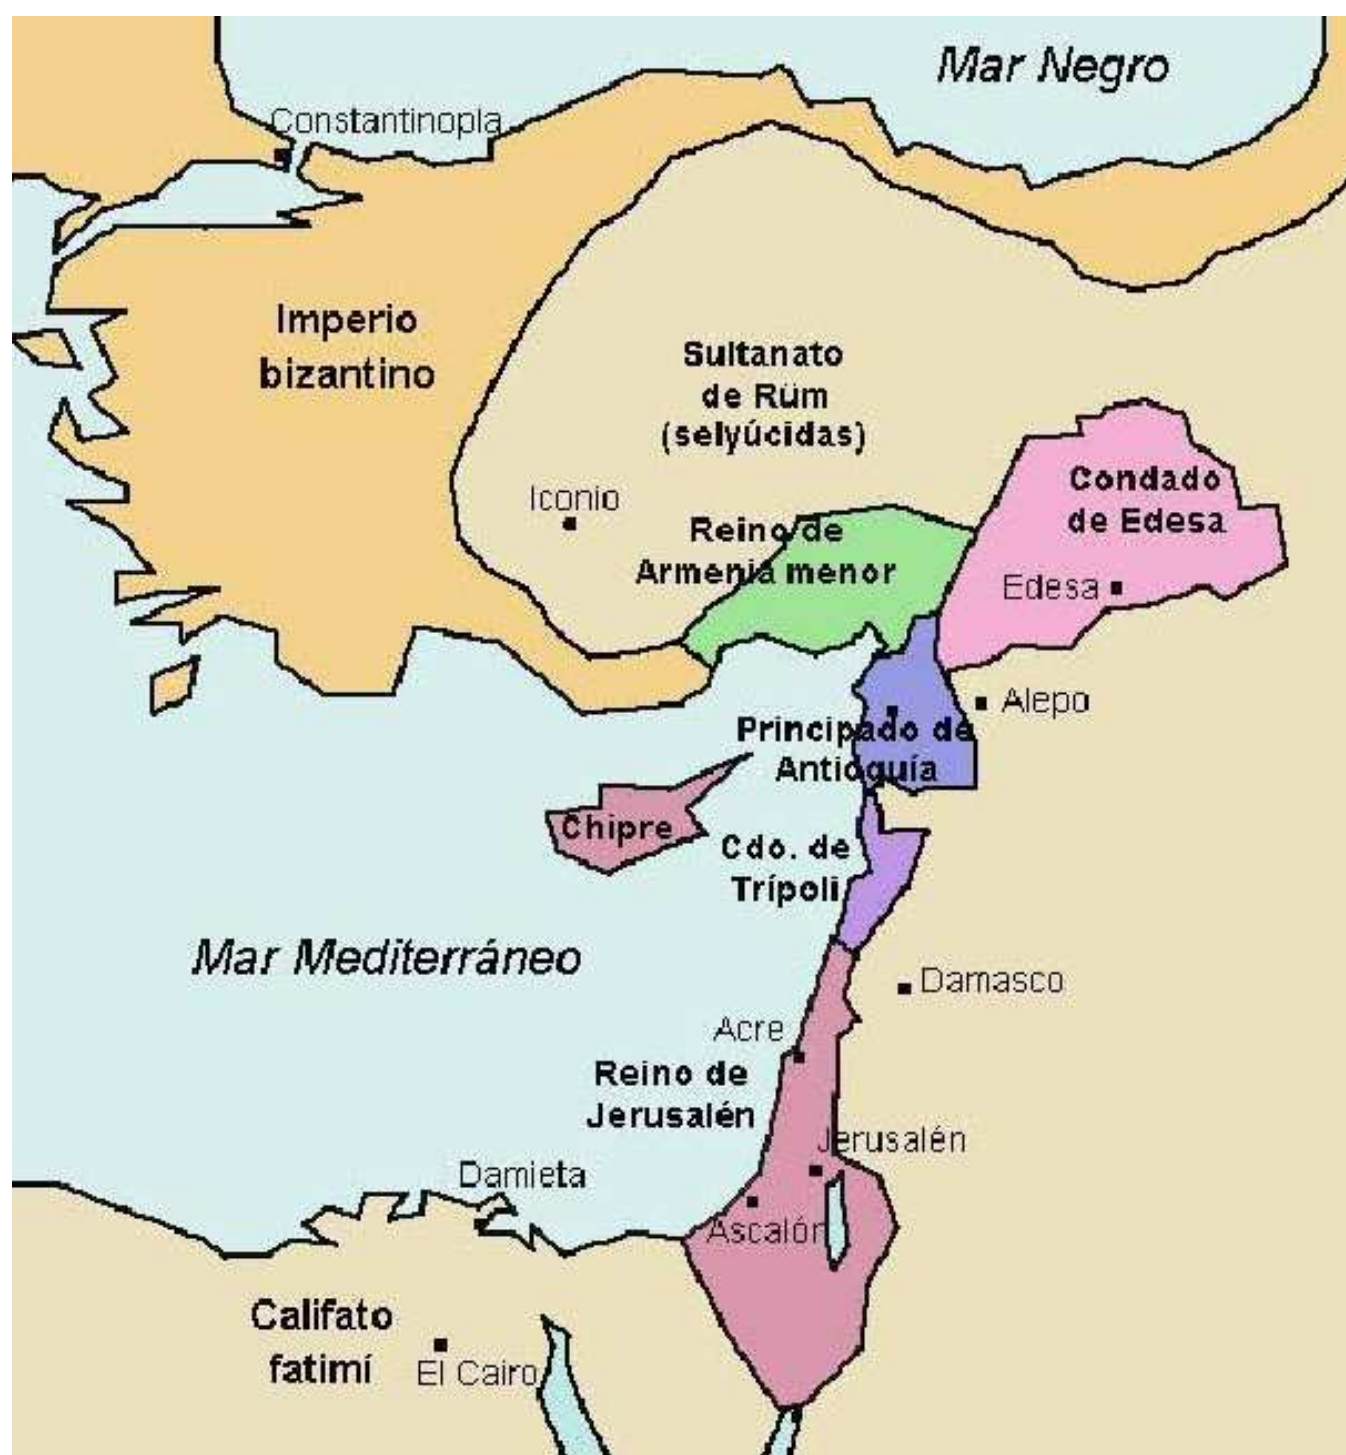 Mar Negro
Constantinopla
Imperio
bizantino
Sultanato
de Rüm
(selyúcidas)
Condado
de Edesa
Iconio
Reino de
Armenia menor
Edesa
Alepo
Principado de
Antioquía
Chipre
Cdo. de
Trípoli
Mar Mediterráneo
Damasco
Acre
Reino de
Jerusalén
Jerusalén
Damieta
Ascalón
Califato
fatimí
El Cairo